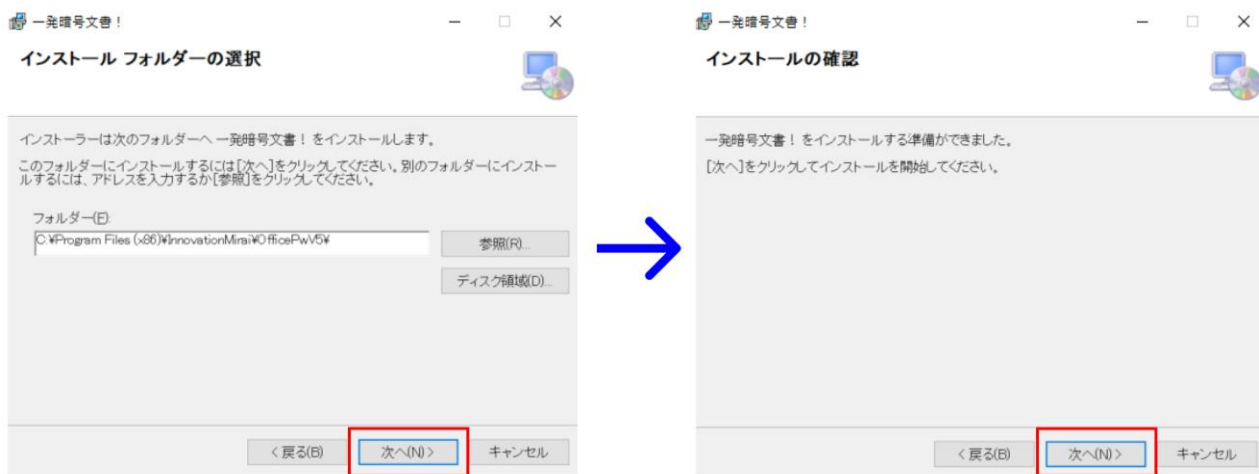 一発暗号文書！
インストール フォルダーの選択
インストーラーは次のフォルダーへ 一発暗号文書！ をインストールします。
このフォルダーにインストールするには[次へ]をクリックしてください。別のフォルダーにインストー
ルするには、アドレスを入力するか[参照]をクリックしてください。
フォルダー(F):
C:¥Program Files (x86)¥InnovationMirai¥OfficePwV5¥
参照(R)...
ディスク領域(D)...
< 戻る(B)
次へ(N) >
キャンセル
一発暗号文書！
インストールの確認
一発暗号文書！ をインストールする準備ができました。
[次へ]をクリックしてインストールを開始してください。
< 戻る(B)
次へ(N) >
キャンセル